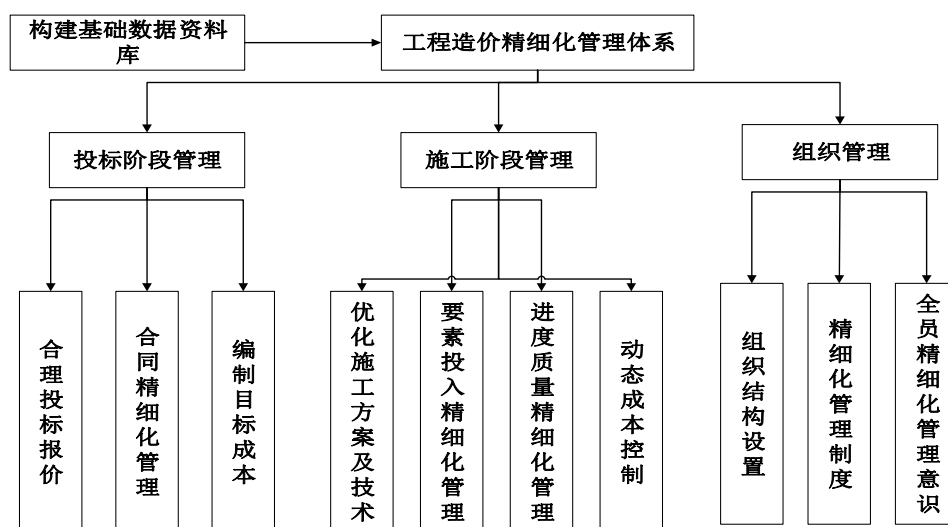 构建基础数据资料
库
工程造价精细化管理体系
投标阶段管理
施工阶段管理
组织管理
合理投标报价
合同精细化管理
编制目标成本
优化施工方案及技术
要素投入精细化管理
进度质量精细化管理
动态成本控制
组织结构设置
精细化管理制度
全员精细化管理意识